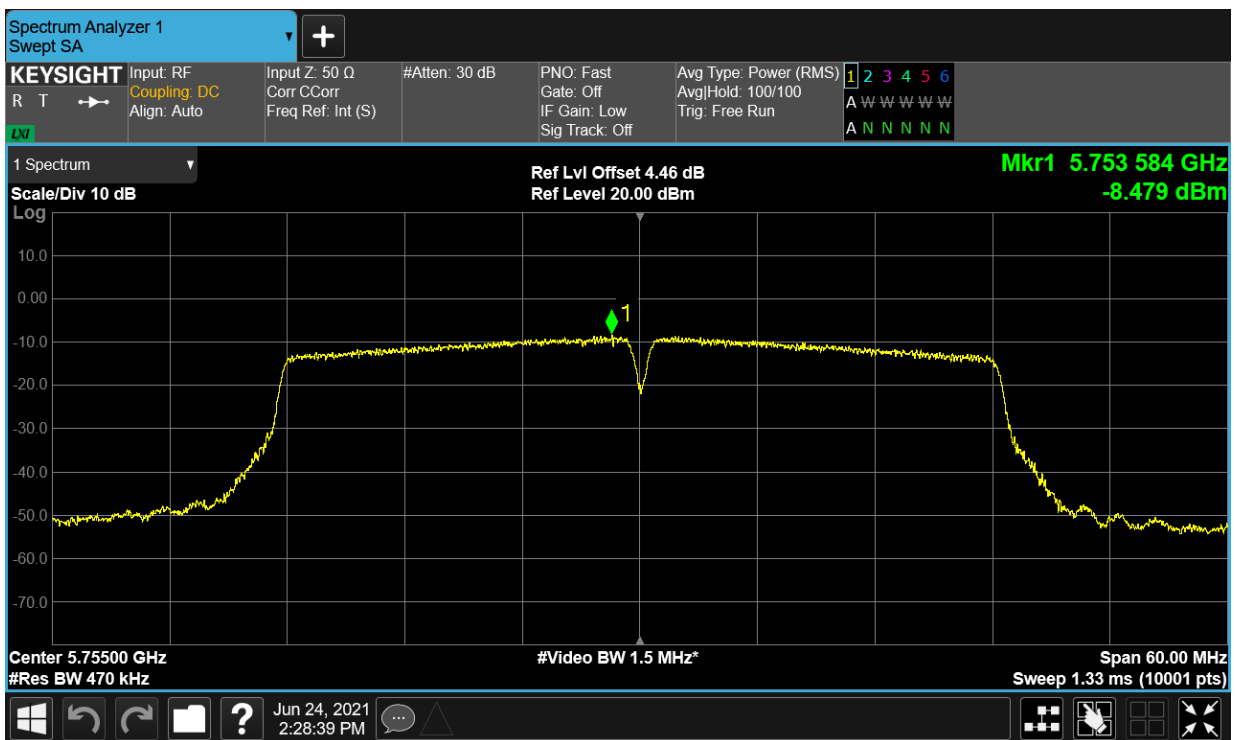 Spectrum Analyzer 1
Swept SA
+
KEYSIGHT
R T
LXI
Input: RF
Coupling: DC
Align: Auto
Input Z: 50 Ω
Corr CCorr
Freq Ref: Int (S)
#Atten: 30 dB
PNO: Fast
Gate: Off
IF Gain: Low
Sig Track: Off
Avg Type: Power (RMS)
Avg|Hold: 100/100
Trig: Free Run
1 2 3 4 5 6
A W W W W W
A N N N N N
1 Spectrum
Scale/Div 10 dB
Log
Ref Lvl Offset 4.46 dB
Ref Level 20.00 dBm
Mkr1 5.753 584 GHz
-8.479 dBm
10.0
0.00
1
-10.0
-20.0
-30.0
-40.0
-50.0
-60.0
-70.0
Center 5.75500 GHz
#Video BW 1.5 MHz*
Span 60.00 MHz
#Res BW 470 kHz
Sweep 1.33 ms (10001 pts)
?
Jun 24, 2021
2:28:39 PM